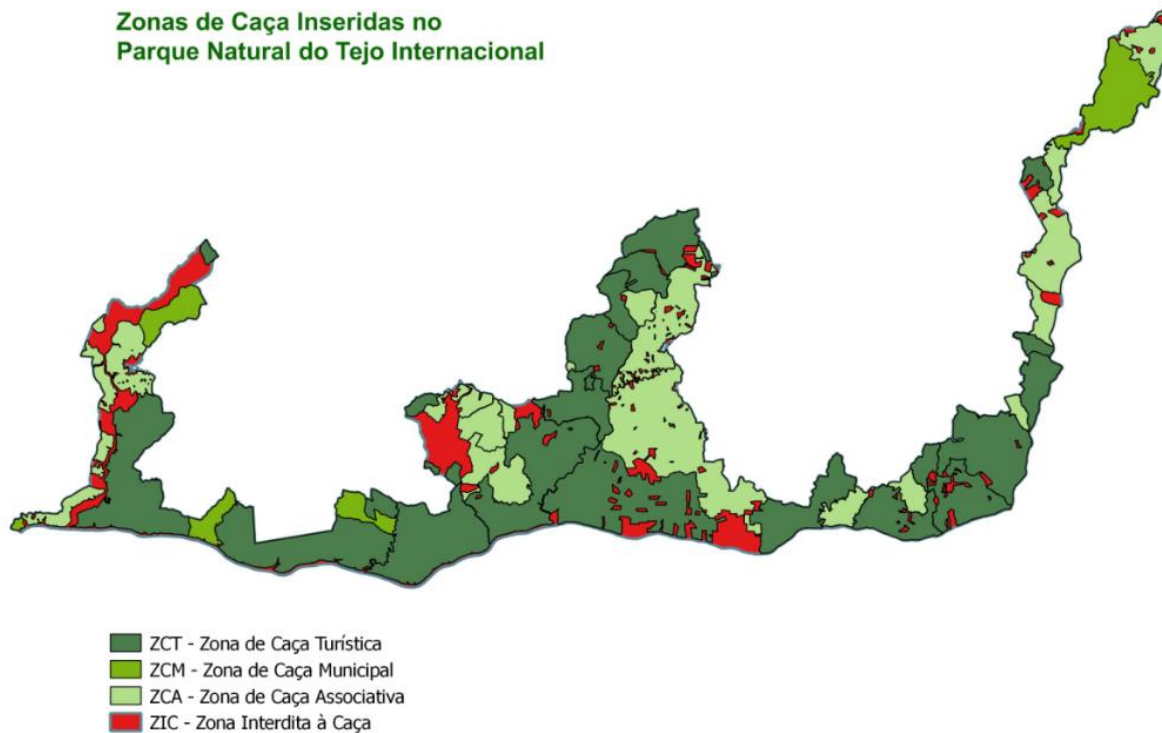 Zonas de Caça Inseridas no
Parque Natural do Tejo Internacional
ZCT - Zona de Caça Turística
ZCM - Zona de Caça Municipal
ZCA - Zona de Caça Associativa
ZIC - Zona Interdita à Caça